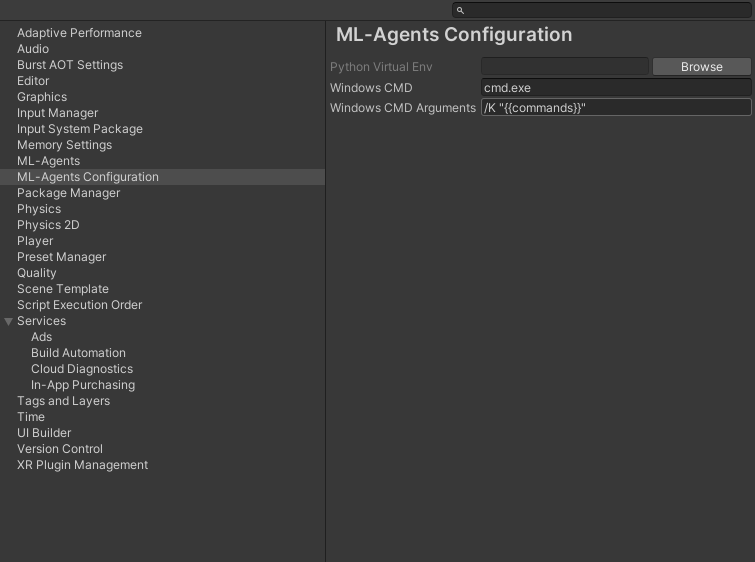 Adaptive Performance
Audio
Burst AOT Settings
Editor
Graphics
Input Manager
Input System Package
Memory Settings
ML-Agents
ML-Agents Configuration
Package Manager
Physics
Physics 2D
Player
Preset Manager
Quality
Scene Template
Script Execution Order
Services
Ads
Build Automation
Cloud Diagnostics
In-App Purchasing
Tags and Layers
Time
UI Builder
Version Control
XR Plugin Management
ML-Agents Configuration
Python Virtual Env Browse
Windows CMD cmd.exe
Windows CMD Arguments /K "{{commands}}"